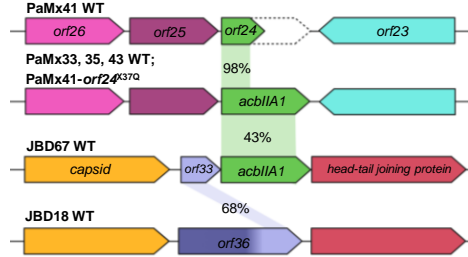 PaMx41 WT
orf26 orf25 orf24 orf23
PaMx33, 35, 43 WT;
PaMx41-orf24X37Q
98%
acbIIA1
43%
JBD67 WT
capsid orf33 acbIIA1 head-tail joining protein
68%
JBD18 WT
orf36